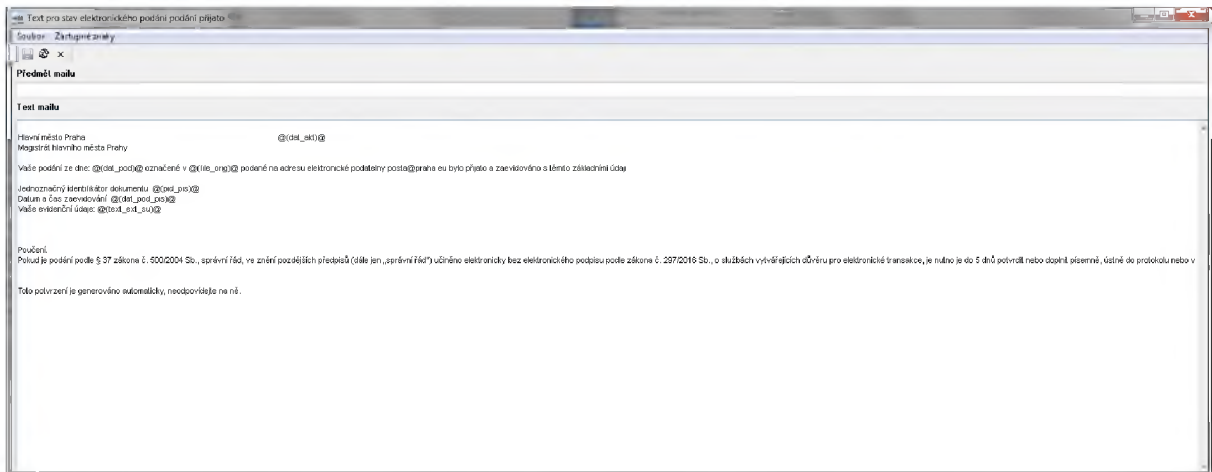 Text pro stav elektronického podání podání přijato
Soubor Zástupné znaky
Předmět mailu
Text mailu
Hlavní město Praha @(dat_akt)@
Magistrát hlavního města Prahy
Vaše podání ze dne: @(dat_pod)@ označené v @(file_orig)@ podané na adresu elektronické podatelny posta@praha eu bylo přijato a zaevidováno s těmito základními údaji
Jednoznačný identifikátor dokumentu @(pid_pis)@
Datum a čas zaevidování @(dat_pod_pis)@
Vaše evidenční údaje: @(text_ext_su)@
Poučení.
Pokud je podání podle § 37 zákona č. 500/2004 Sb., správní řád, ve znění pozdějších předpisů (dále jen „správní řád") učiněno elektronicky bez elektronického podpisu podle zákona č. 297/2016 Sb., o službách vytvářejících důvěru pro elektronické transakce, je nutno je do 5 dnů potvrdit nebo doplnit písemně, ústně do protokolu nebo v
Toto potvrzení je generováno automaticky, neodpovídejte na ně.